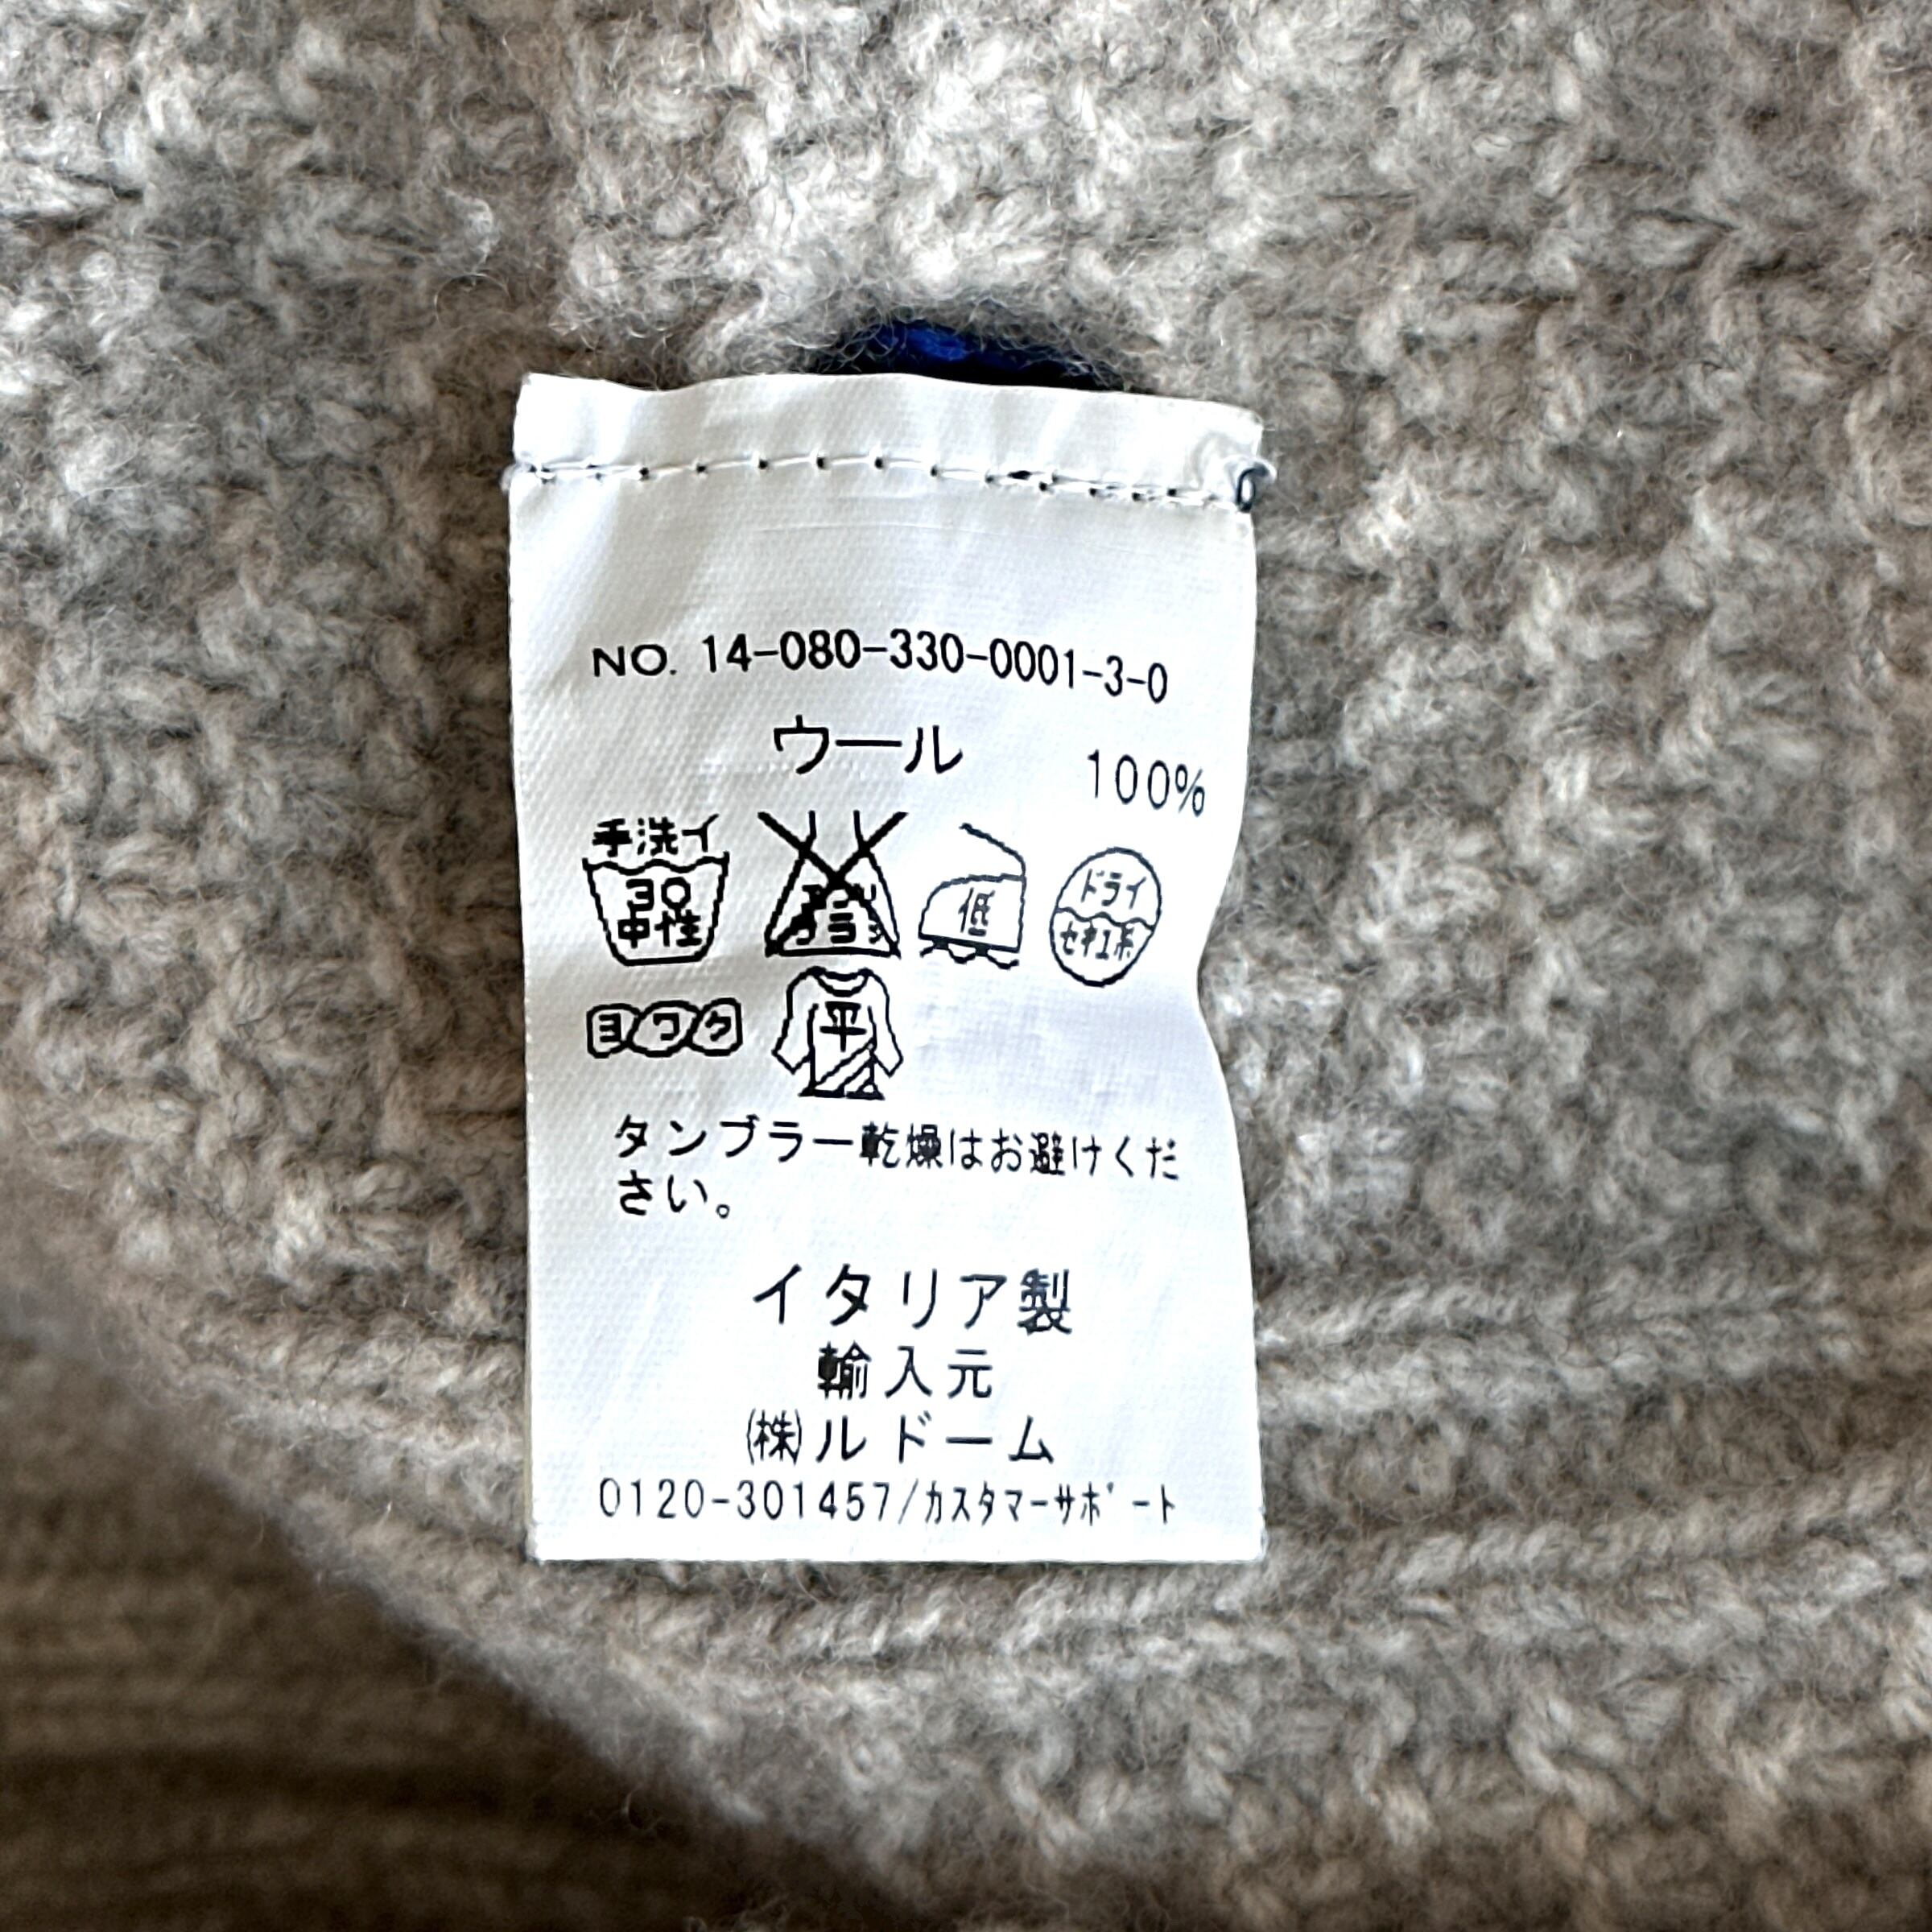 NO. 14-080-330-0001-3-0
ウール 100%
手洗イ
30
中性
低
ドライ
セキユ系
ヨワク
平
タンブラー乾燥はお避けくだ
さい。
イタリア製
輸入元
㈱ルドーム
0120-301457/カスタマーサポート